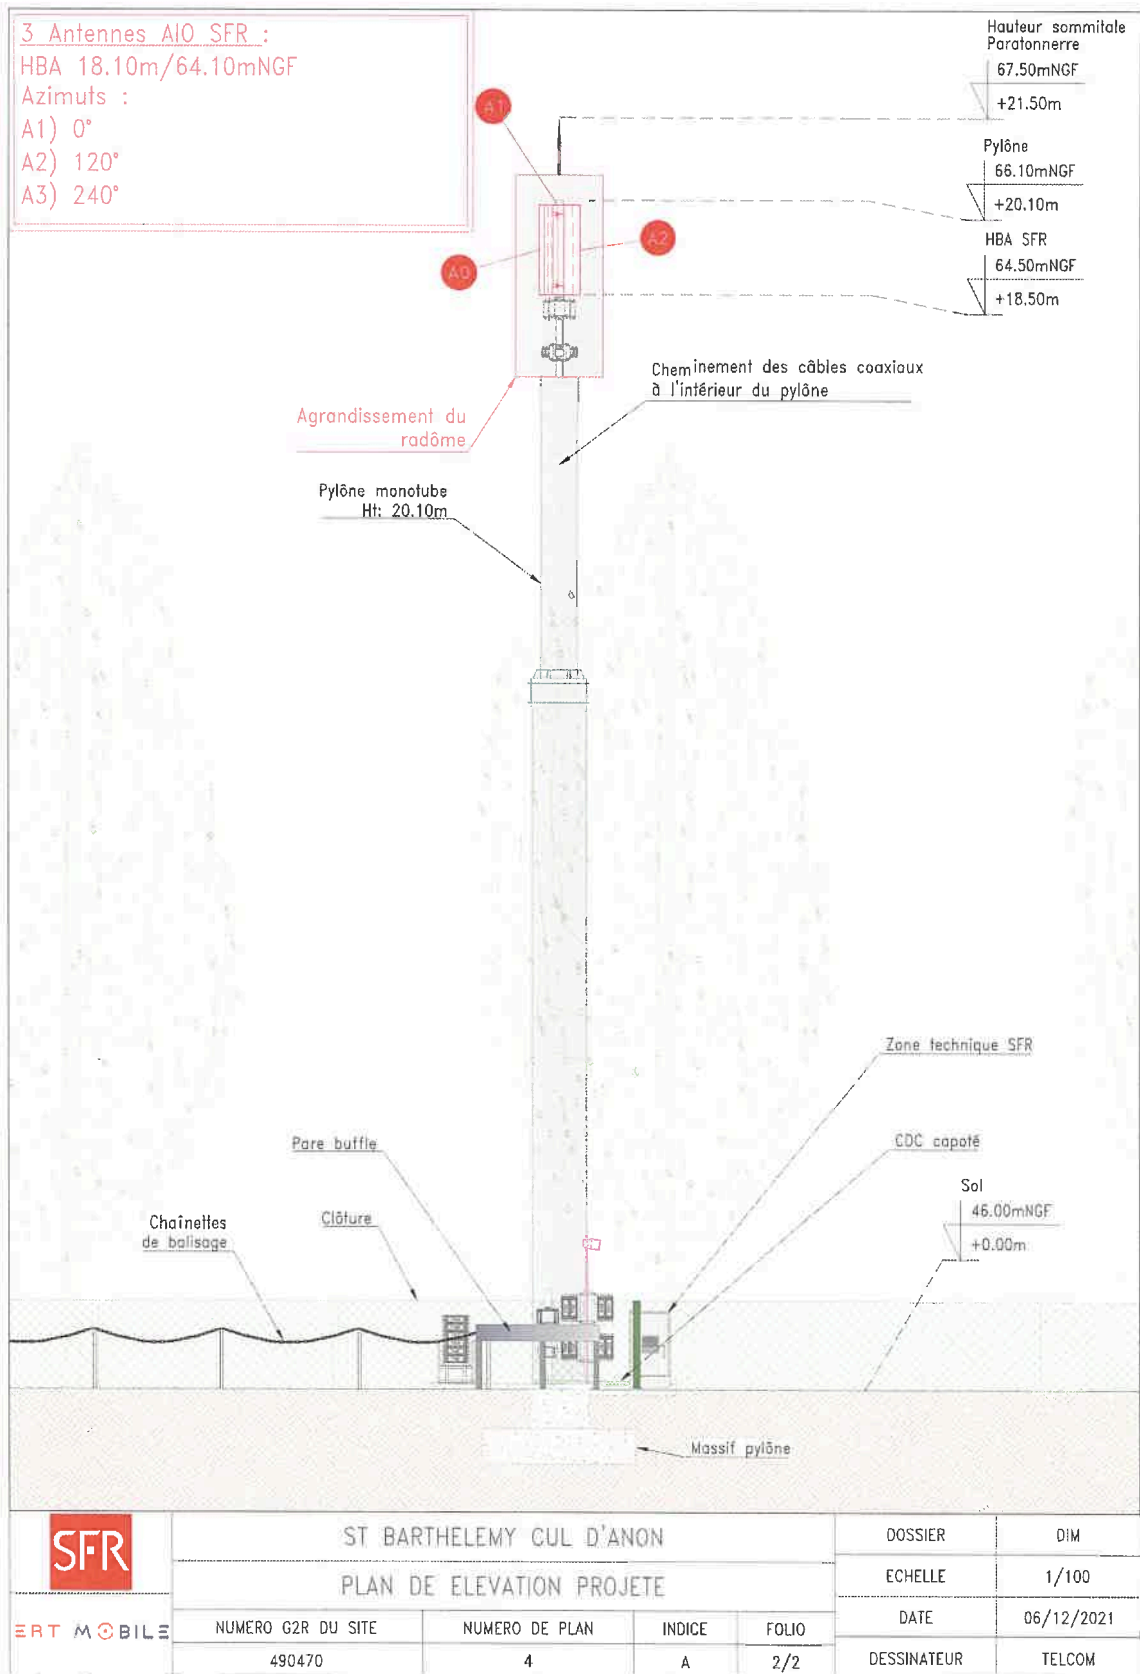 3 Antennes AIO SFR :
HBA 18.10m/64.10mNGF
Azimuts :
A1) 0°
A2) 120°
A3) 240°
Hauteur sommitale
Paratonnerre
67.50mNGF
+21.50m
A1
Pylône
66.10mNGF
+20.10m
A2
HBA SFR
64.50mNGF
+18.50m
A0
Cheminement des câbles coaxiaux
à l'intérieur du pylône
Agrandissement du
radôme
Pylône monotube
Ht: 20.10m
Zone technique SFR
Pare buffle
CDC capoté
Sol
46.00mNGF
+0.00m
Chaînettes
de balisage
Clôture
Massif pylône
SFR
ERT MOBILE
ST BARTHELEMY CUL D'ANON
PLAN DE ELEVATION PROJETE
NUMERO G2R DU SITE
NUMERO DE PLAN
INDICE
FOLIO
490470
4
A
2/2
DOSSIER
DIM
ECHELLE
1/100
DATE
06/12/2021
DESSINATEUR
TELCOM